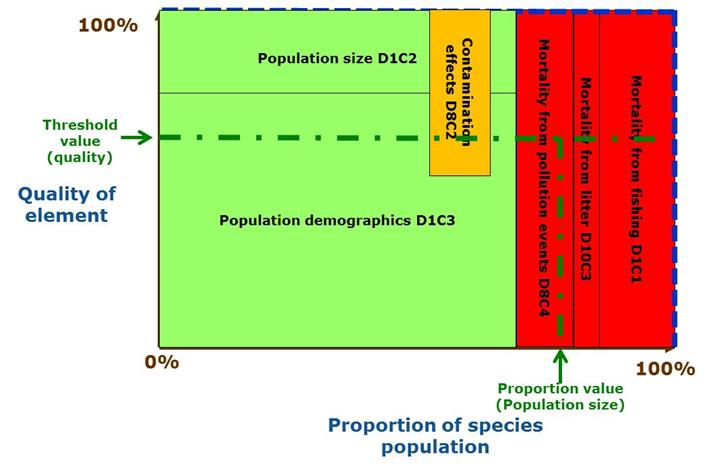 100%
Population size D1C2
Contamination
effects D8C2
Mortality from pollution events D8C4
Mortality from litter D10C3
Mortality from fishing D1C1
Threshold
value
(quality)
Quality of
element
Population demographics D1C3
0%
100%
Proportion value
(Population size)
Proportion of species
population